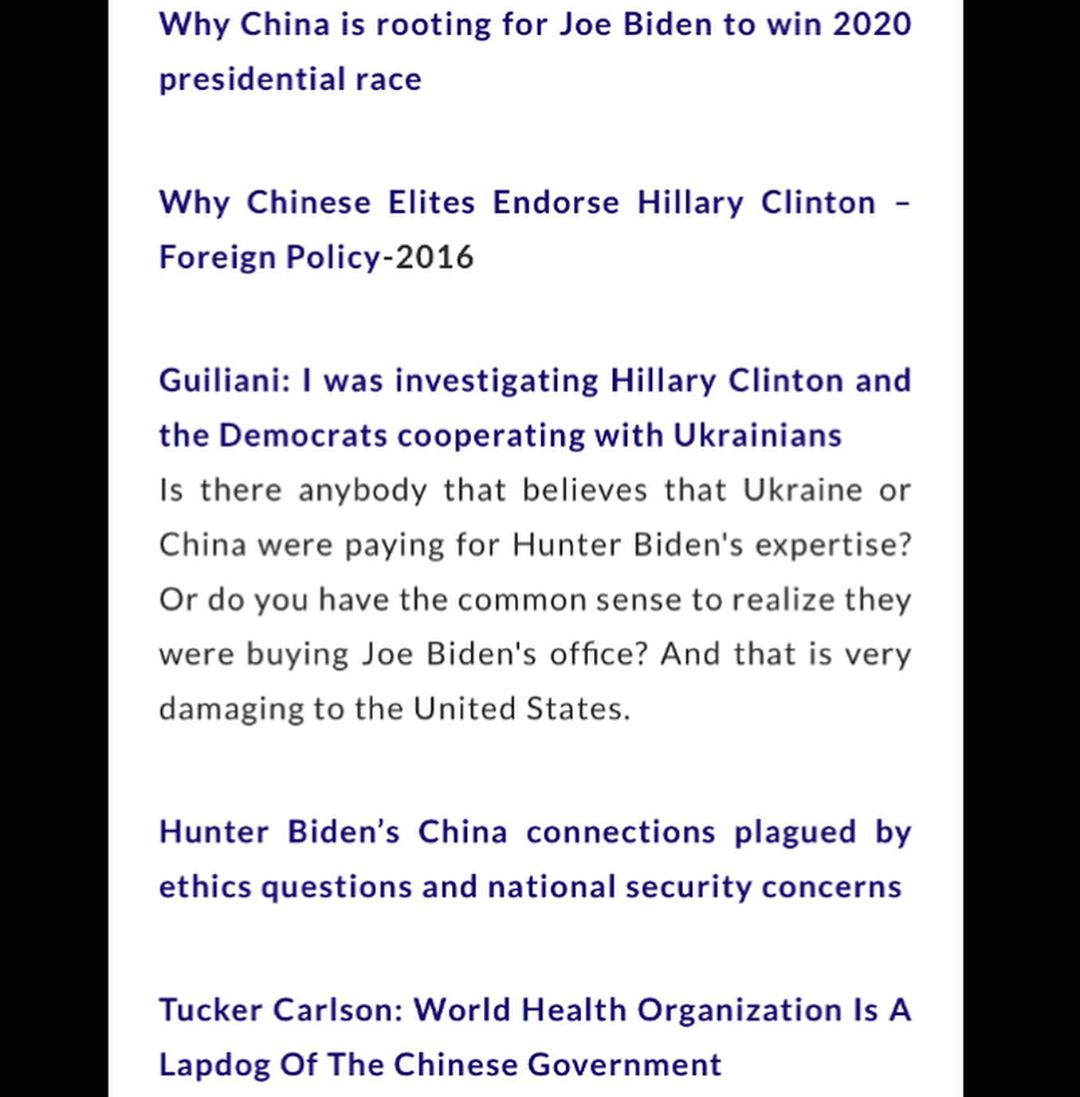 Why China is rooting for Joe Biden to win 2020
presidential race
Why Chinese Elites Endorse Hillary Clinton –
Foreign Policy-2016
Guiliani: I was investigating Hillary Clinton and
the Democrats cooperating with Ukrainians
Is there anybody that believes that Ukraine or
China were paying for Hunter Biden's expertise?
Or do you have the common sense to realize they
were buying Joe Biden's office? And that is very
damaging to the United States.
Hunter Biden’s China connections plagued by
ethics questions and national security concerns
Tucker Carlson: World Health Organization Is A
Lapdog Of The Chinese Government